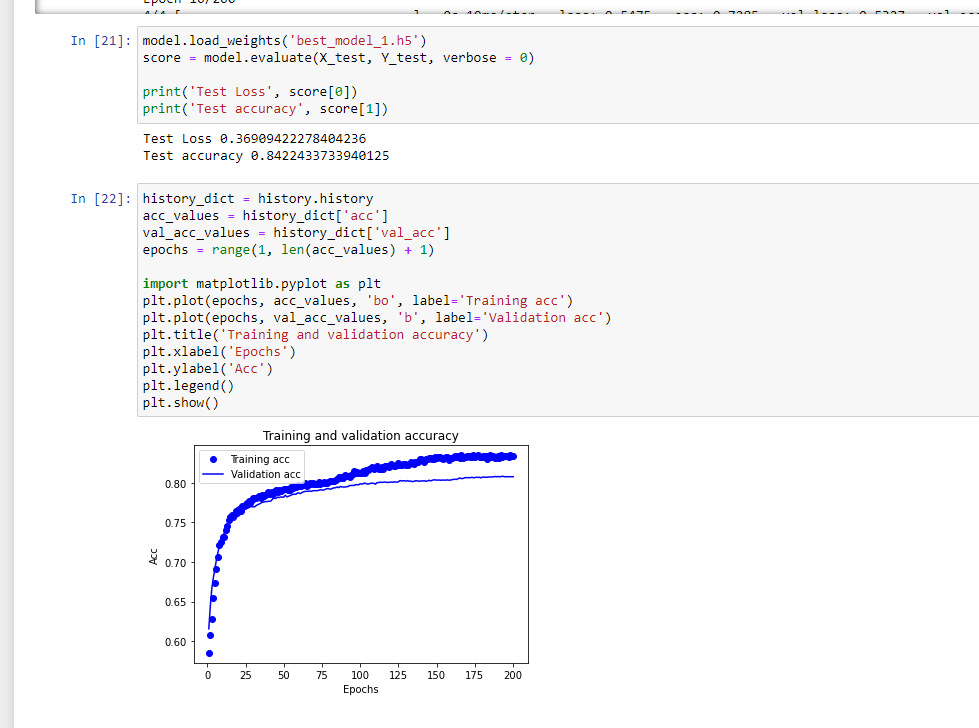 Epoch 10/200
In [21]: model.load_weights('best_model_1.h5')
score = model.evaluate(X_test, Y_test, verbose = 0)
print('Test Loss', score[0])
print('Test accuracy', score[1])
Test Loss 0.36909422278404236
Test accuracy 0.8422433733940125
In [22]: history_dict = history.history
acc_values = history_dict['acc']
val_acc_values = history_dict['val_acc']
epochs = range(1, len(acc_values) + 1)
import matplotlib.pyplot as plt
plt.plot(epochs, acc_values, 'bo', label='Training acc')
plt.plot(epochs, val_acc_values, 'b', label='Validation acc')
plt.title('Training and validation accuracy')
plt.xlabel('Epochs')
plt.ylabel('Acc')
plt.legend()
plt.show()
Training and validation accuracy
Training acc
Validation acc
0.80
0.75
0.70
0.65
0.60
Acc
0 25 50 75 100 125 150 175 200
Epochs